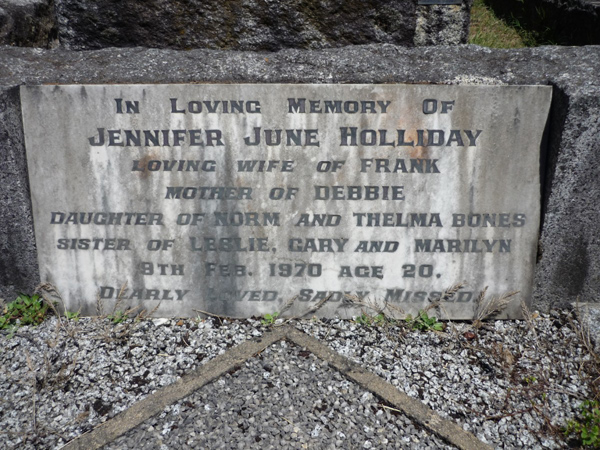 In Loving Memory Of
Jennifer June Holliday
loving wife of Frank
mother of Debbie
daughter of Norm and Thelma Bones
sister of Leslie, Gary and Marilyn
9th Feb. 1970 age 20.
Dearly Loved, Sadly Missed.